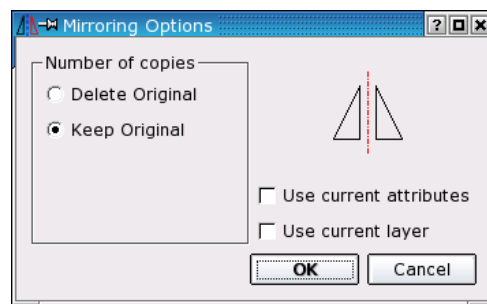 Mirroring Options
Number of copies
Delete Original
Keep Original
Use current attributes
Use current layer
OK
Cancel